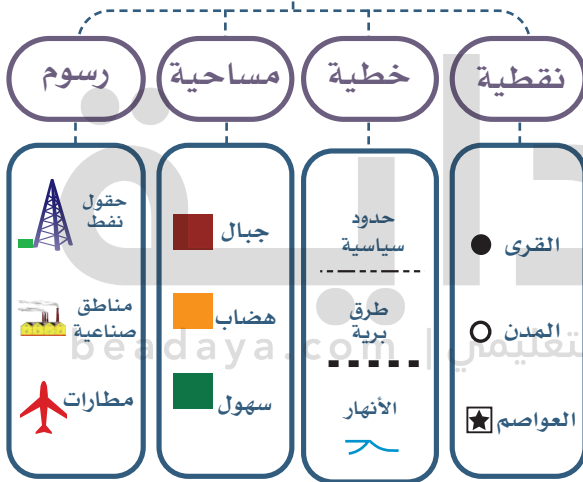 نقطية
خطية
مساحية
رسوم
القرى
المدن
العواصم
حدود
سياسية
طرق
برية
الأنهار
جبال
هضاب
سهول
حقول
نفط
مناطق
صناعية
مطارات
beadaya.com | تعليمي